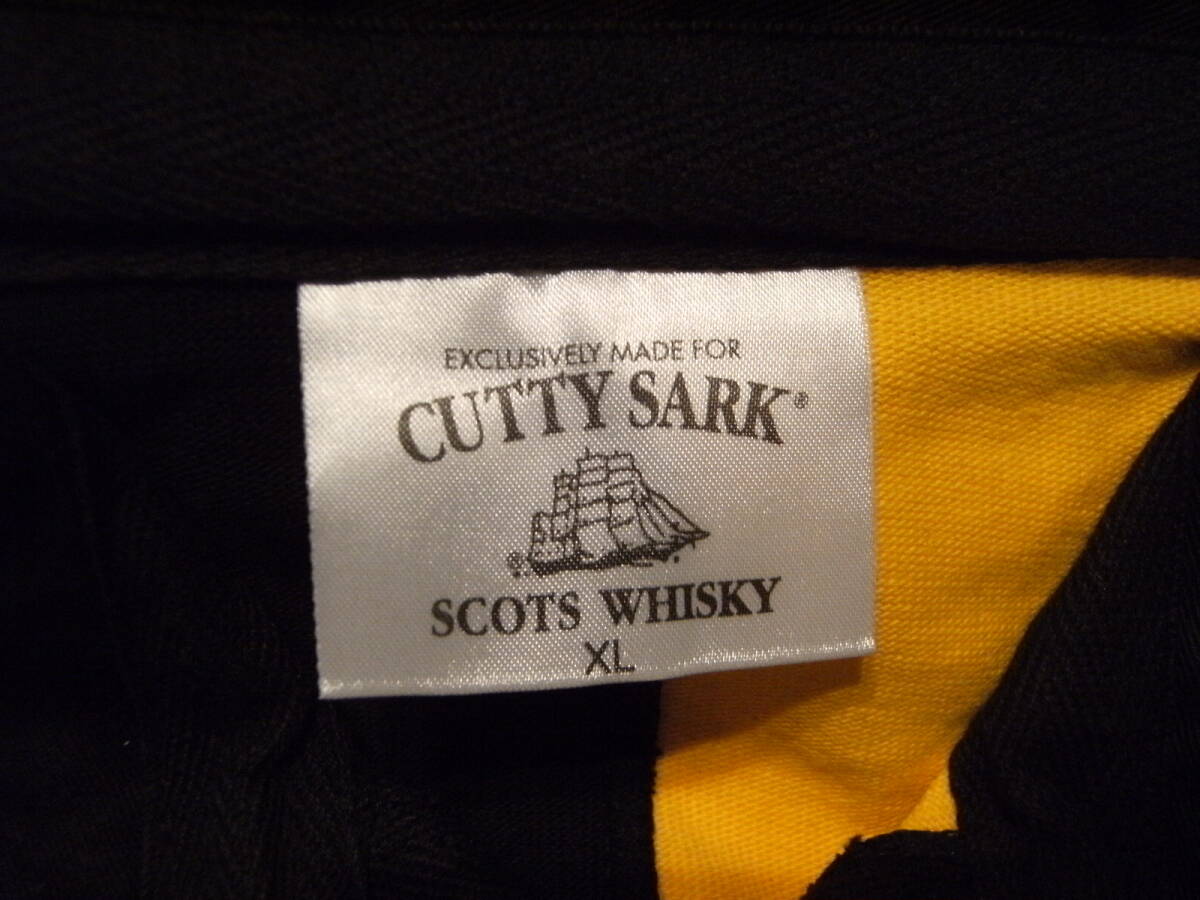 EXCLUSIVELY MADE FOR
CUTTY SARK®
SCOTS WHISKY
XL